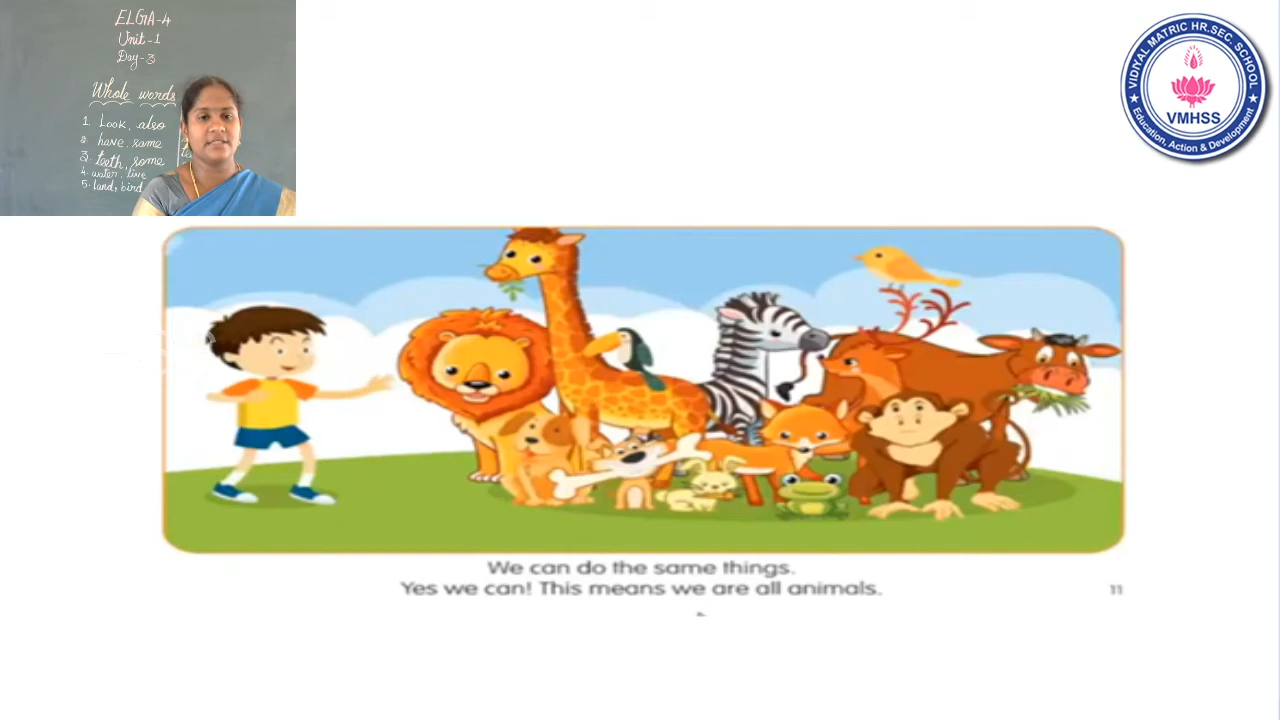 ELGA-4
Unit-1
Day-3
Whole words
1. Look, also
2. have, same
3. teeth, some
4. water, live
5. land, bird
VIDIYAL MATRIC HR.SEC. SCHOOL
VMHSS
Education, Action & Development
We can do the same things.
Yes we can! This means we are all animals.
11